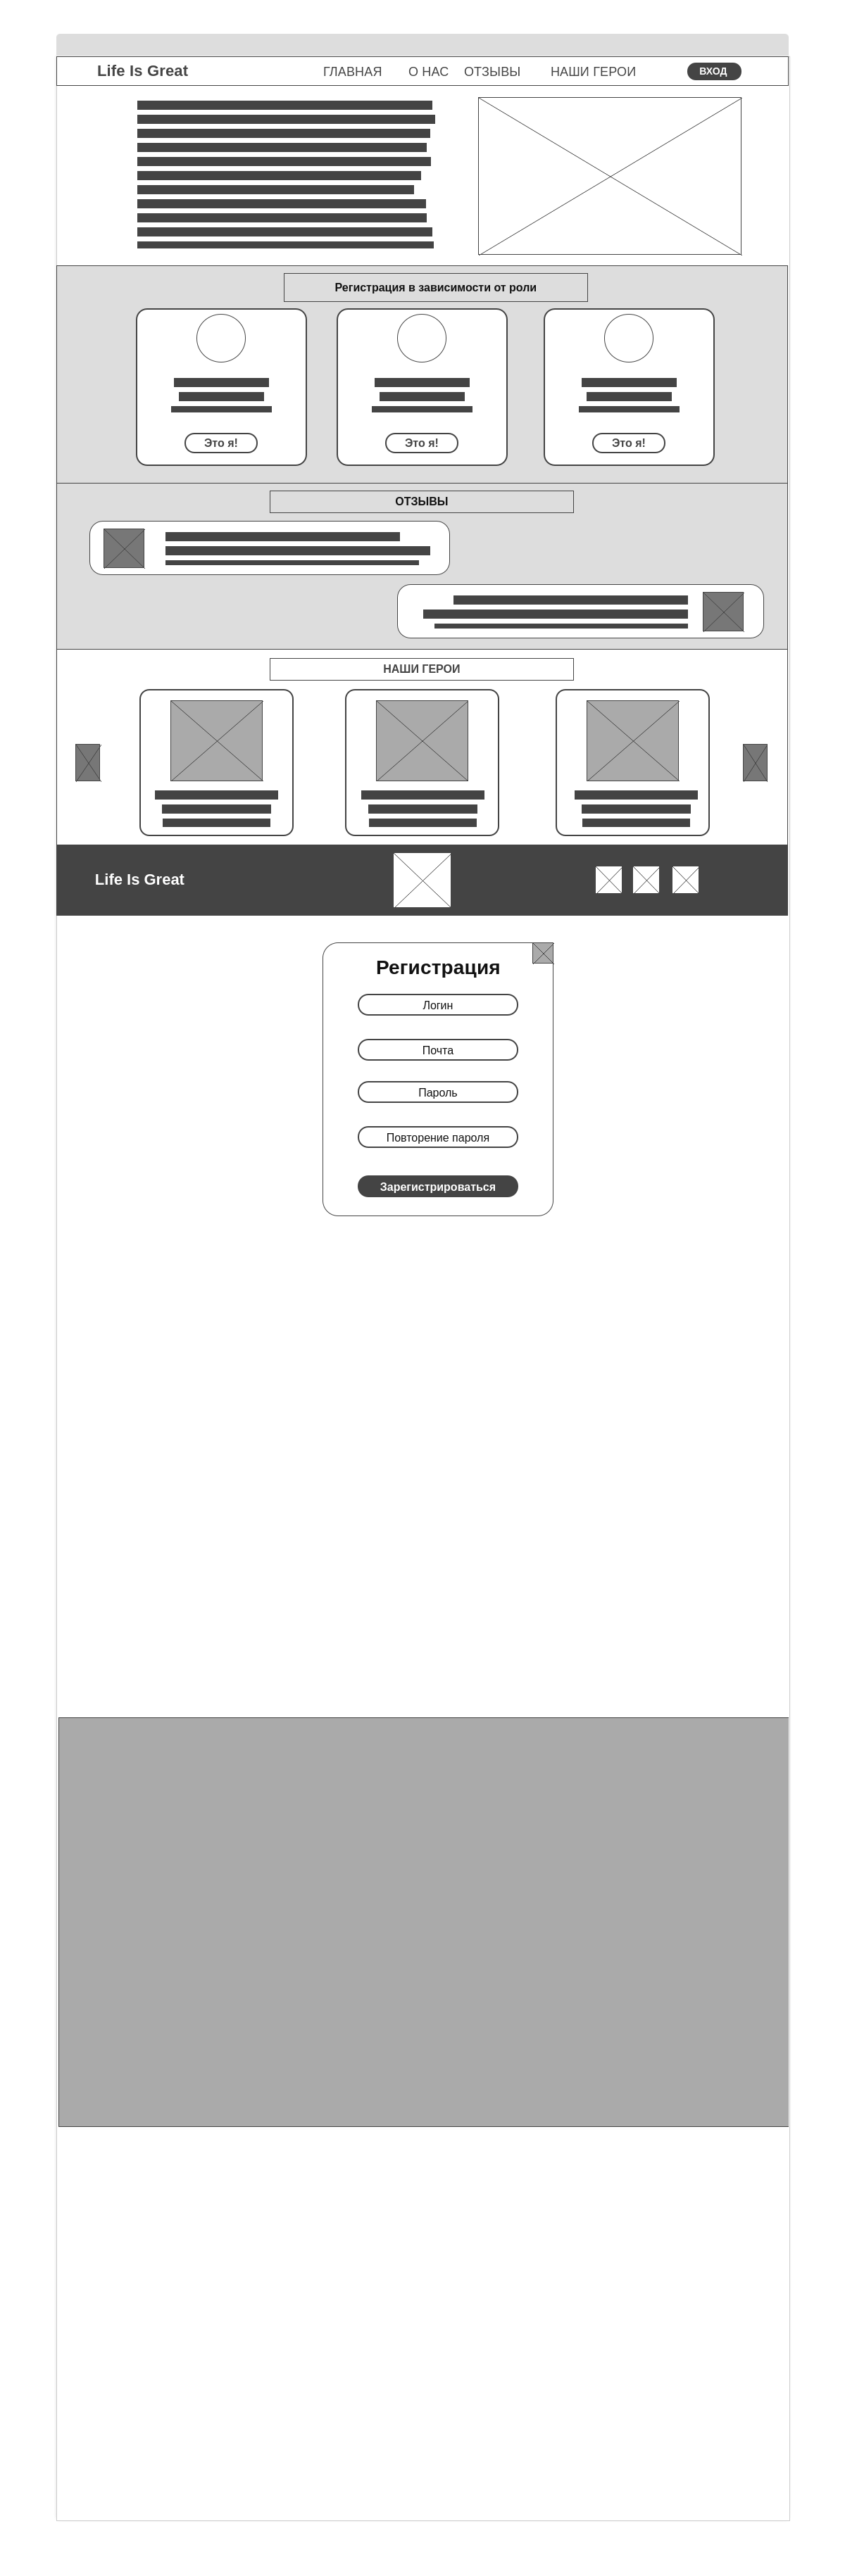 Life Is Great ГЛАВНАЯ О НАС ОТЗЫВЫ НАШИ ГЕРОИ ВХОД
Регистрация в зависимости от роли
Это я! Это я! Это я!
ОТЗЫВЫ
НАШИ ГЕРОИ
Life Is Great
Регистрация
Логин
Почта
Пароль
Повторение пароля
Зарегистрироваться